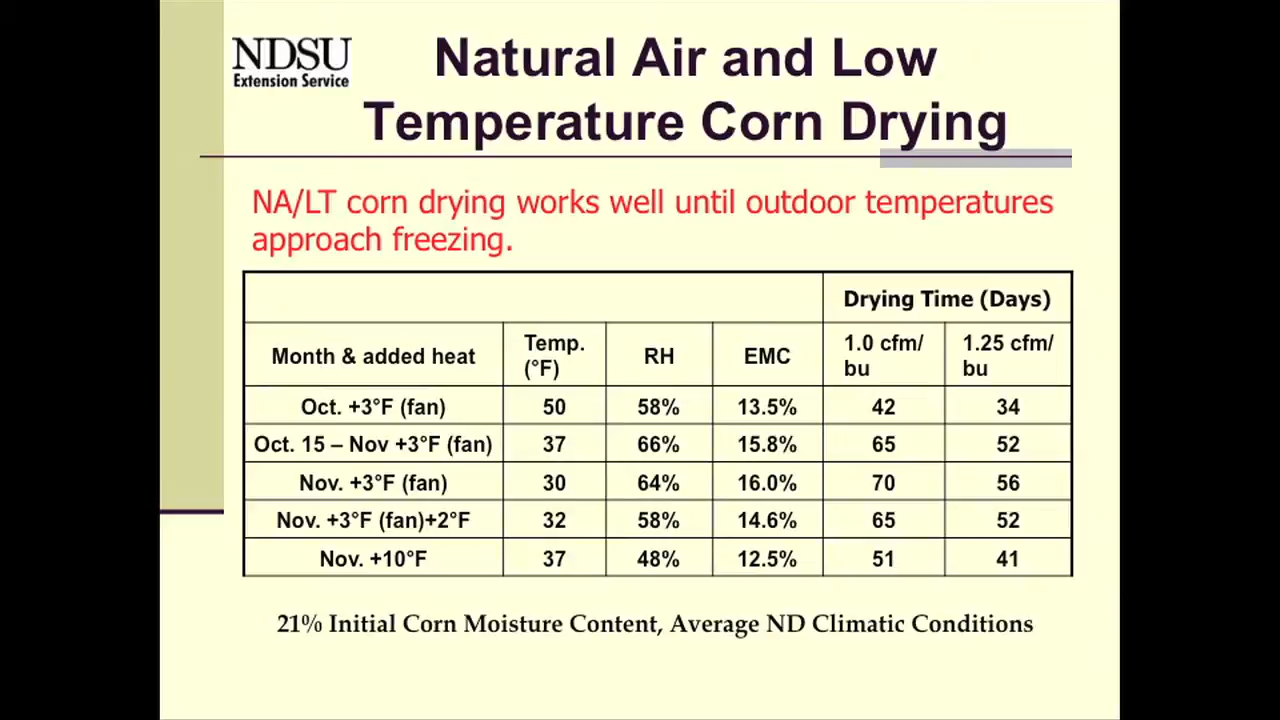 NDSU
Extension Service
Natural Air and Low
Temperature Corn Drying
NA/LT corn drying works well until outdoor temperatures
approach freezing.
Drying Time (Days)
Month & added heat Temp. (°F) RH EMC 1.0 cfm/ bu 1.25 cfm/ bu
Oct. +3°F (fan) 50 58% 13.5% 42 34
Oct. 15 – Nov +3°F (fan) 37 66% 15.8% 65 52
Nov. +3°F (fan) 30 64% 16.0% 70 56
Nov. +3°F (fan)+2°F 32 58% 14.6% 65 52
Nov. +10°F 37 48% 12.5% 51 41
21% Initial Corn Moisture Content, Average ND Climatic Conditions